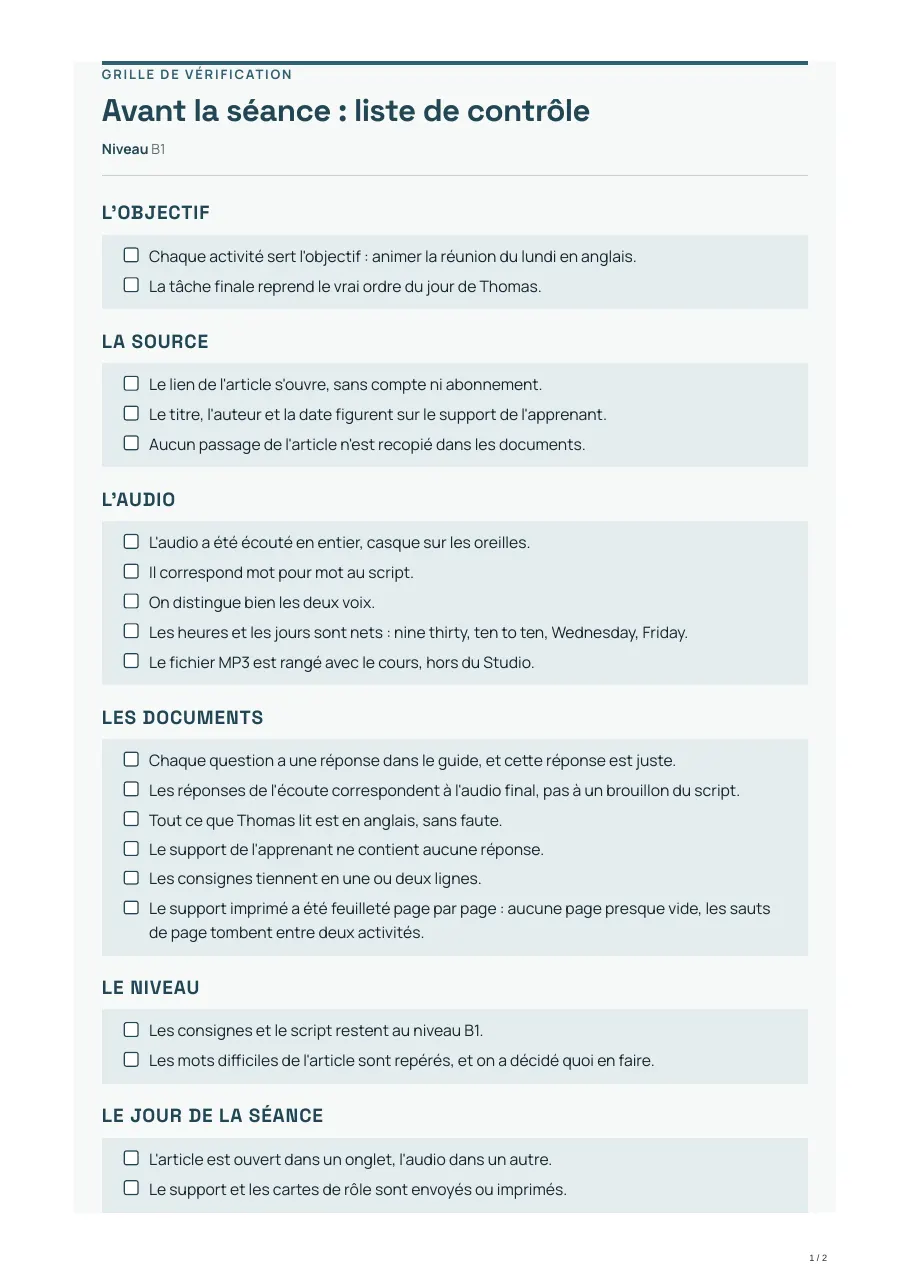 GRILLE DE VÉRIFICATION
Avant la séance : liste de contrôle
Niveau B1
L'OBJECTIF
Chaque activité sert l'objectif : animer la réunion du lundi en anglais.
La tâche finale reprend le vrai ordre du jour de Thomas.
LA SOURCE
Le lien de l'article s'ouvre, sans compte ni abonnement.
Le titre, l'auteur et la date figurent sur le support de l'apprenant.
Aucun passage de l'article n'est recopié dans les documents.
L'AUDIO
L'audio a été écouté en entier, casque sur les oreilles.
Il correspond mot pour mot au script.
On distingue bien les deux voix.
Les heures et les jours sont nets : nine thirty, ten to ten, Wednesday, Friday.
Le fichier MP3 est rangé avec le cours, hors du Studio.
LES DOCUMENTS
Chaque question a une réponse dans le guide, et cette réponse est juste.
Les réponses de l'écoute correspondent à l'audio final, pas à un brouillon du script.
Tout ce que Thomas lit est en anglais, sans faute.
Le support de l'apprenant ne contient aucune réponse.
Les consignes tiennent en une ou deux lignes.
Le support imprimé a été feuilleté page par page : aucune page presque vide, les sauts
de page tombent entre deux activités.
LE NIVEAU
Les consignes et le script restent au niveau B1.
Les mots difficiles de l'article sont repérés, et on a décidé quoi en faire.
LE JOUR DE LA SÉANCE
L'article est ouvert dans un onglet, l'audio dans un autre.
Le support et les cartes de rôle sont envoyés ou imprimés.
1 / 2